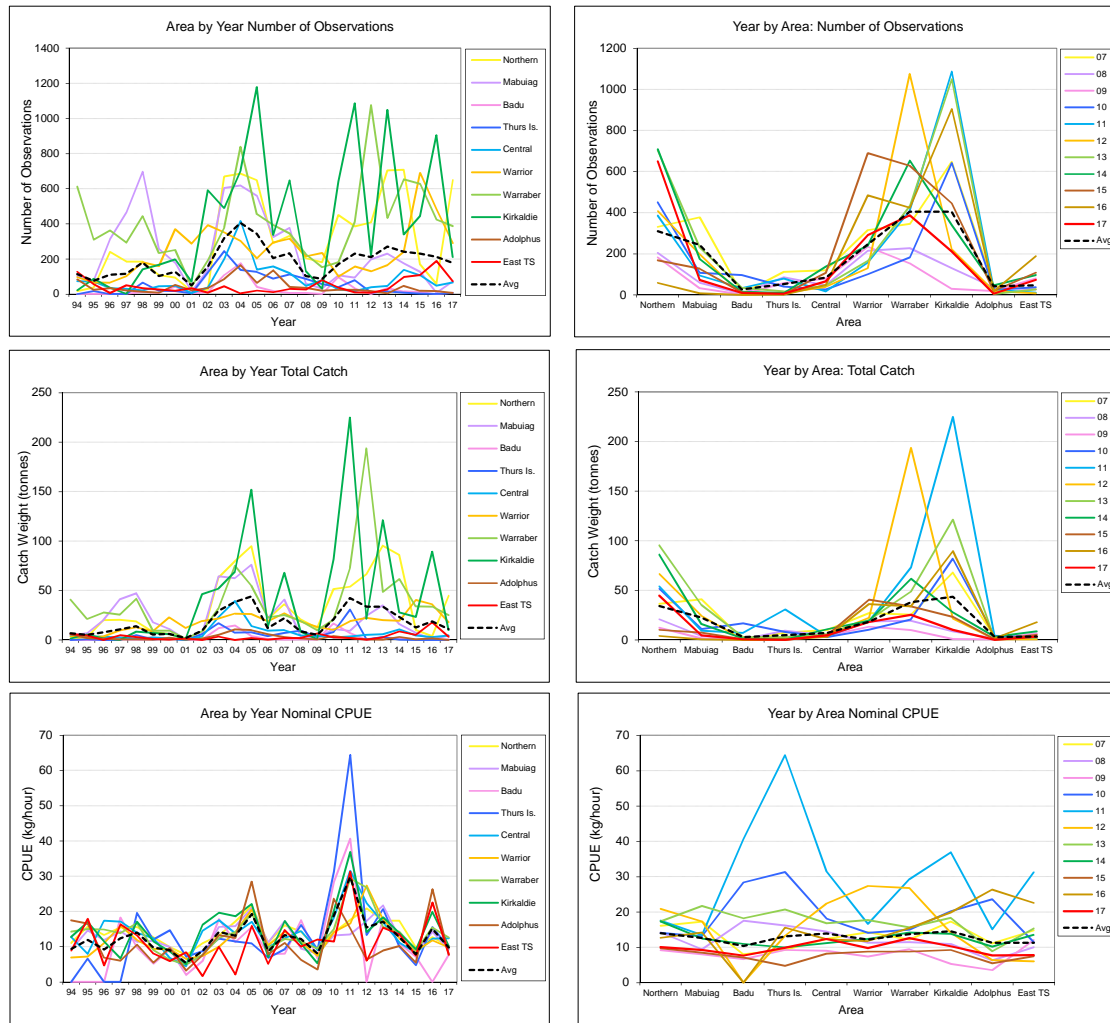 Area by Year Number of Observations
1400
1200
1000
800
600
400
200
0
Number of Observations
94 95 96 97 98 99 00 01 02 03 04 05 06 07 08 09 10 11 12 13 14 15 16 17
Year
Northern
Mabuiag
Badu
Thurs Is.
Central
Warrior
Warraber
Kirkaldie
Adolphus
East TS
Avg
Year by Area: Number of Observations
1200
1000
800
600
400
200
0
Number of Observations
Northern Mabuiag Badu Thurs Is. Central Warrior Warraber Kirkaldie Adolphus East TS
Area
07
08
09
10
11
12
13
14
15
16
17
Avg
Area by Year Total Catch
250
200
150
100
50
0
Catch Weight (tonnes)
94 95 96 97 98 99 00 01 02 03 04 05 06 07 08 09 10 11 12 13 14 15 16 17
Year
Northern
Mabuiag
Badu
Thurs Is.
Central
Warrior
Warraber
Kirkaldie
Adolphus
East TS
Avg
Year by Area: Total Catch
250
200
150
100
50
0
Catch Weight (tonnes)
Northern Mabuiag Badu Thurs Is. Central Warrior Warraber Kirkaldie Adolphus East TS
Area
07
08
09
10
11
12
13
14
15
16
17
Avg
Area by Year Nominal CPUE
70
60
50
40
30
20
10
0
CPUE (kg/hour)
94 95 96 97 98 99 00 01 02 03 04 05 06 07 08 09 10 11 12 13 14 15 16 17
Year
Northern
Mabuiag
Badu
Thurs Is.
Central
Warrior
Warraber
Kirkaldie
Adolphus
East TS
Avg
Year by Area Nominal CPUE
70
60
50
40
30
20
10
0
CPUE (kg/hour)
Northern Mabuiag Badu Thurs Is. Central Warrior Warraber Kirkaldie Adolphus East TS
Area
07
08
09
10
11
12
13
14
15
16
17
Avg